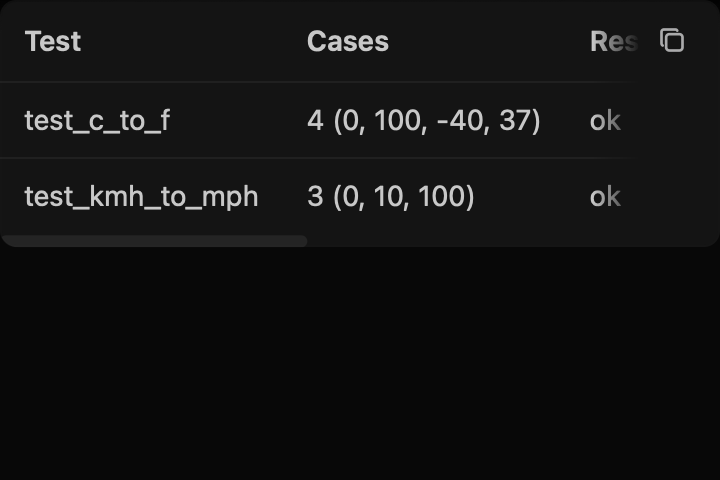 Test Cases Res
test_c_to_f 4 (0, 100, -40, 37) ok
test_kmh_to_mph 3 (0, 10, 100) ok